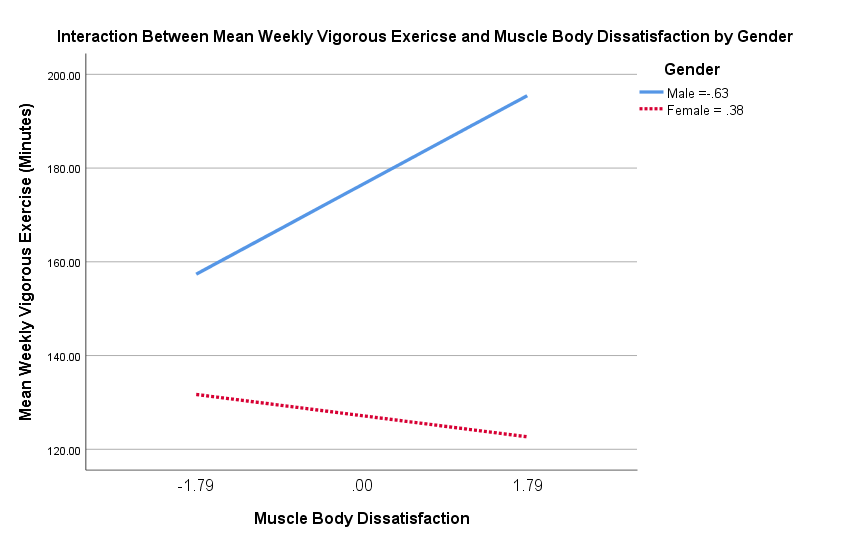 Interaction Between Mean Weekly Vigorous Exericse and Muscle Body Dissatisfaction by Gender
Gender
Male =-.63
Female = .38
Mean Weekly Vigorous Exercise (Minutes)
200.00
180.00
160.00
140.00
120.00
-1.79 .00 1.79
Muscle Body Dissatisfaction